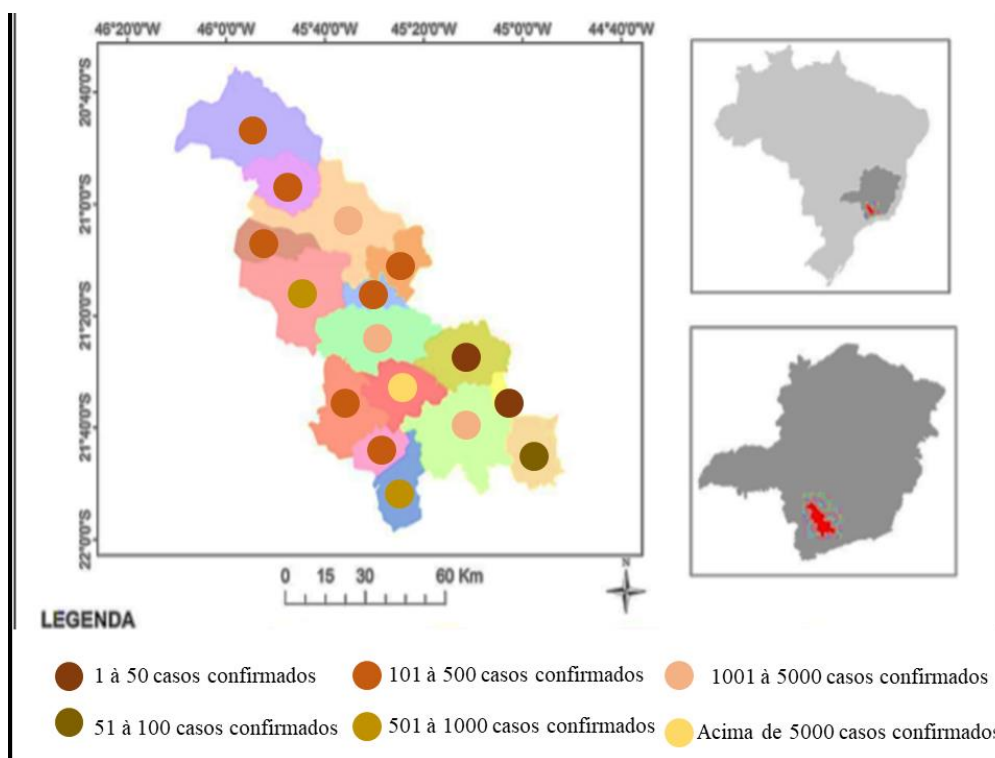 46°20'0"W 46°0'0"W 45°40'0"W 45°20'0"W 45°0'0"W 44°40'0"W
20°40'0"S
21°0'0"S
21°20'0"S
21°40'0"S
22°0'0"S
0 15 30 60 Km
N
LEGENDA
1 à 50 casos confirmados 101 à 500 casos confirmados 1001 à 5000 casos confirmados
51 à 100 casos confirmados 501 à 1000 casos confirmados Acima de 5000 casos confirmados